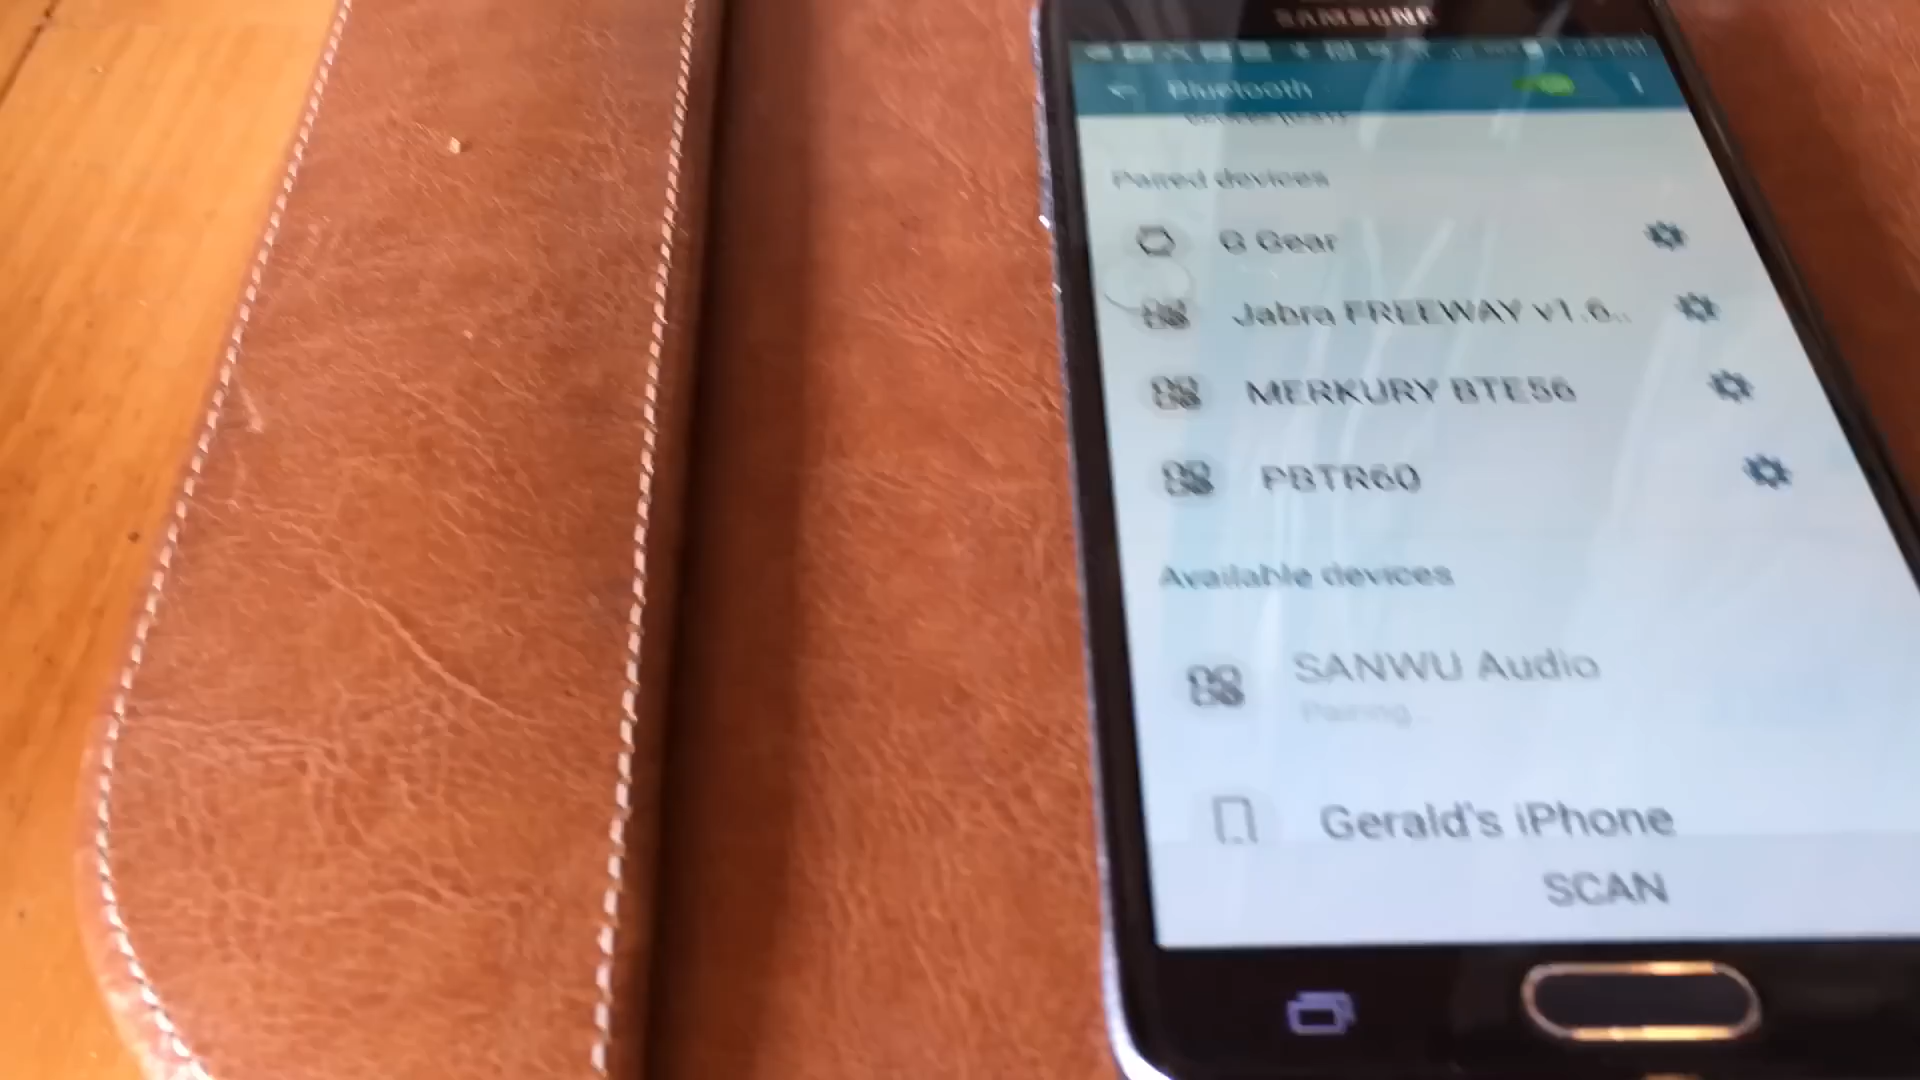 SAMSUNG
Bluetooth
Paired devices
G Gear
Jabra FREEWAY v1.6..
MERKURY BTE56
PBTR60
Available devices
SANWU Audio
Pairing..
Gerald's iPhone
SCAN